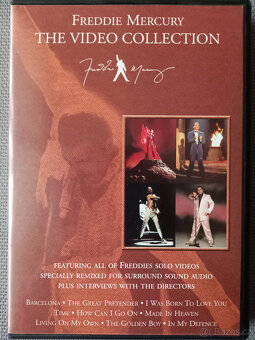 FREDDIE MERCURY
THE VIDEO COLLECTION
Freddie Mercury
FEATURING ALL OF FREDDIES SOLO VIDEOS
SPECIALLY REMIXED FOR SURROUND SOUND AUDIO
PLUS INTERVIEWS WITH THE DIRECTORS
BARCELONA • THE GREAT PRETENDER • I WAS BORN TO LOVE YOU
TIME • HOW CAN I GO ON • MADE IN HEAVEN
LIVING ON MY OWN • THE GOLDEN BOY • IN MY DEFENCE